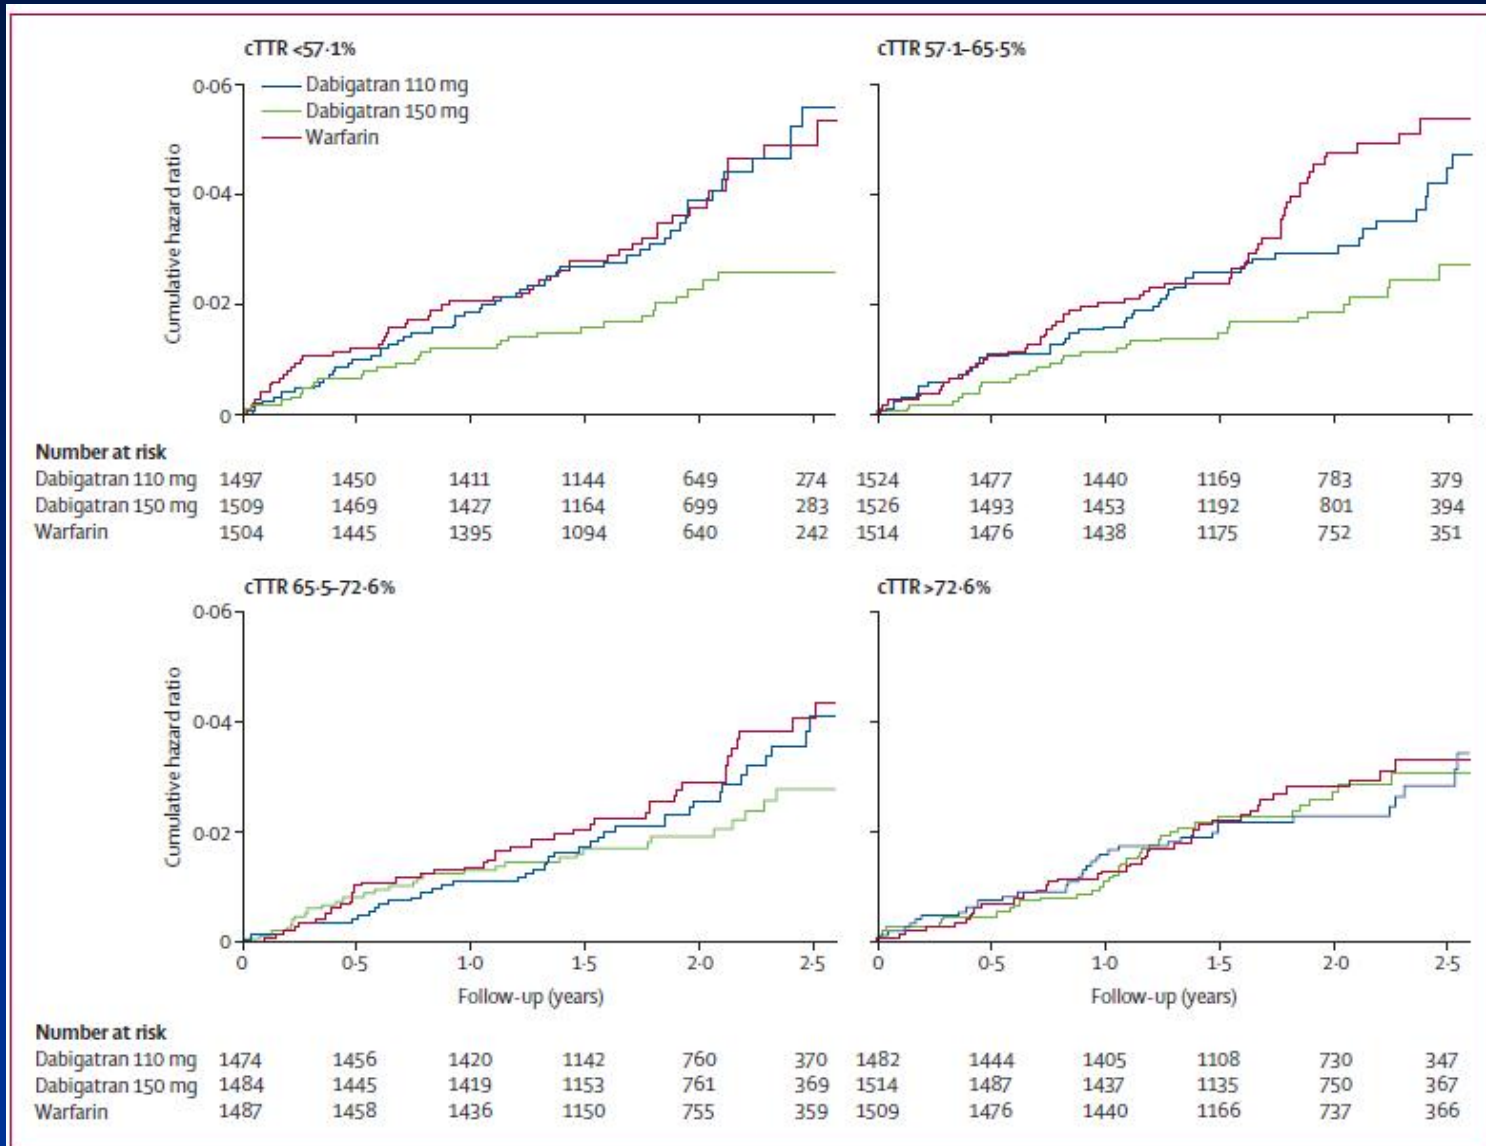 cTTR <57·1%
cTTR 57·1–65·5%
Dabigatran 110 mg
Dabigatran 150 mg
Warfarin
Cumulative hazard ratio
0·06
0·04
0·02
0
Number at risk
Dabigatran 110 mg 1497 1450 1411 1144 649 274 1524 1477 1440 1169 783 379
Dabigatran 150 mg 1509 1469 1427 1164 699 283 1526 1493 1453 1192 801 394
Warfarin 1504 1445 1395 1094 640 242 1514 1476 1438 1175 752 351
cTTR 65·5–72·6%
cTTR >72·6%
Cumulative hazard ratio
0·06
0·04
0·02
0
0 0·5 1·0 1·5 2·0 2·5 0 0·5 1·0 1·5 2·0 2·5
Follow-up (years) Follow-up (years)
Number at risk
Dabigatran 110 mg 1474 1456 1420 1142 760 370 1482 1444 1405 1108 730 347
Dabigatran 150 mg 1484 1445 1419 1153 761 369 1514 1487 1437 1135 750 367
Warfarin 1487 1458 1436 1150 755 359 1509 1476 1440 1166 737 366